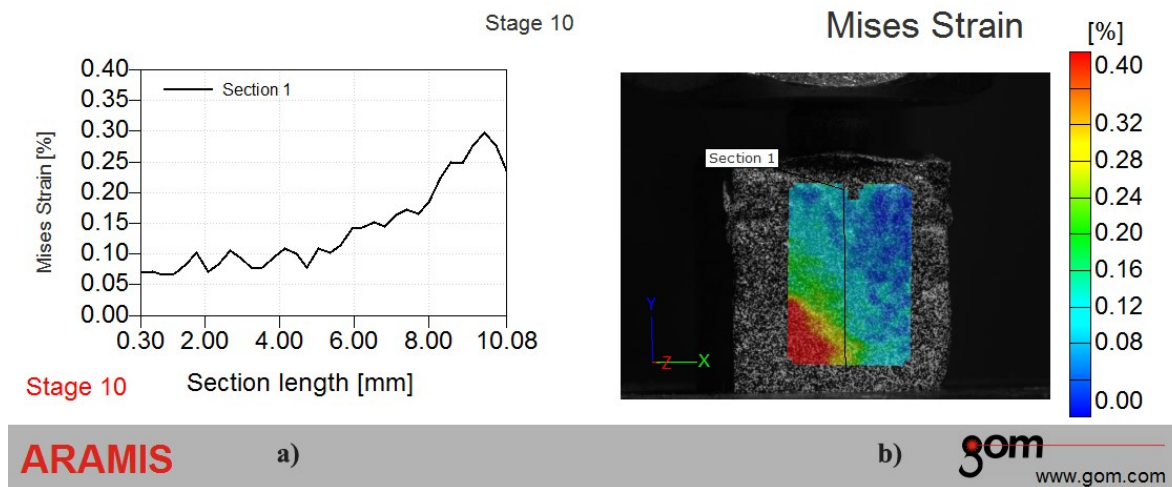 Stage 10
Mises Strain
[%]
0.40
0.35
0.30
0.25
0.20
0.15
0.10
0.05
0.00
Mises Strain [%]
Section 1
0.30 2.00 4.00 6.00 8.00 10.08
Section length [mm]
Stage 10
Section 1
Y
Z
X
0.40
0.32
0.28
0.20
0.16
0.12
0.08
0.00
ARAMIS
a)
b)
gom
www.gom.com